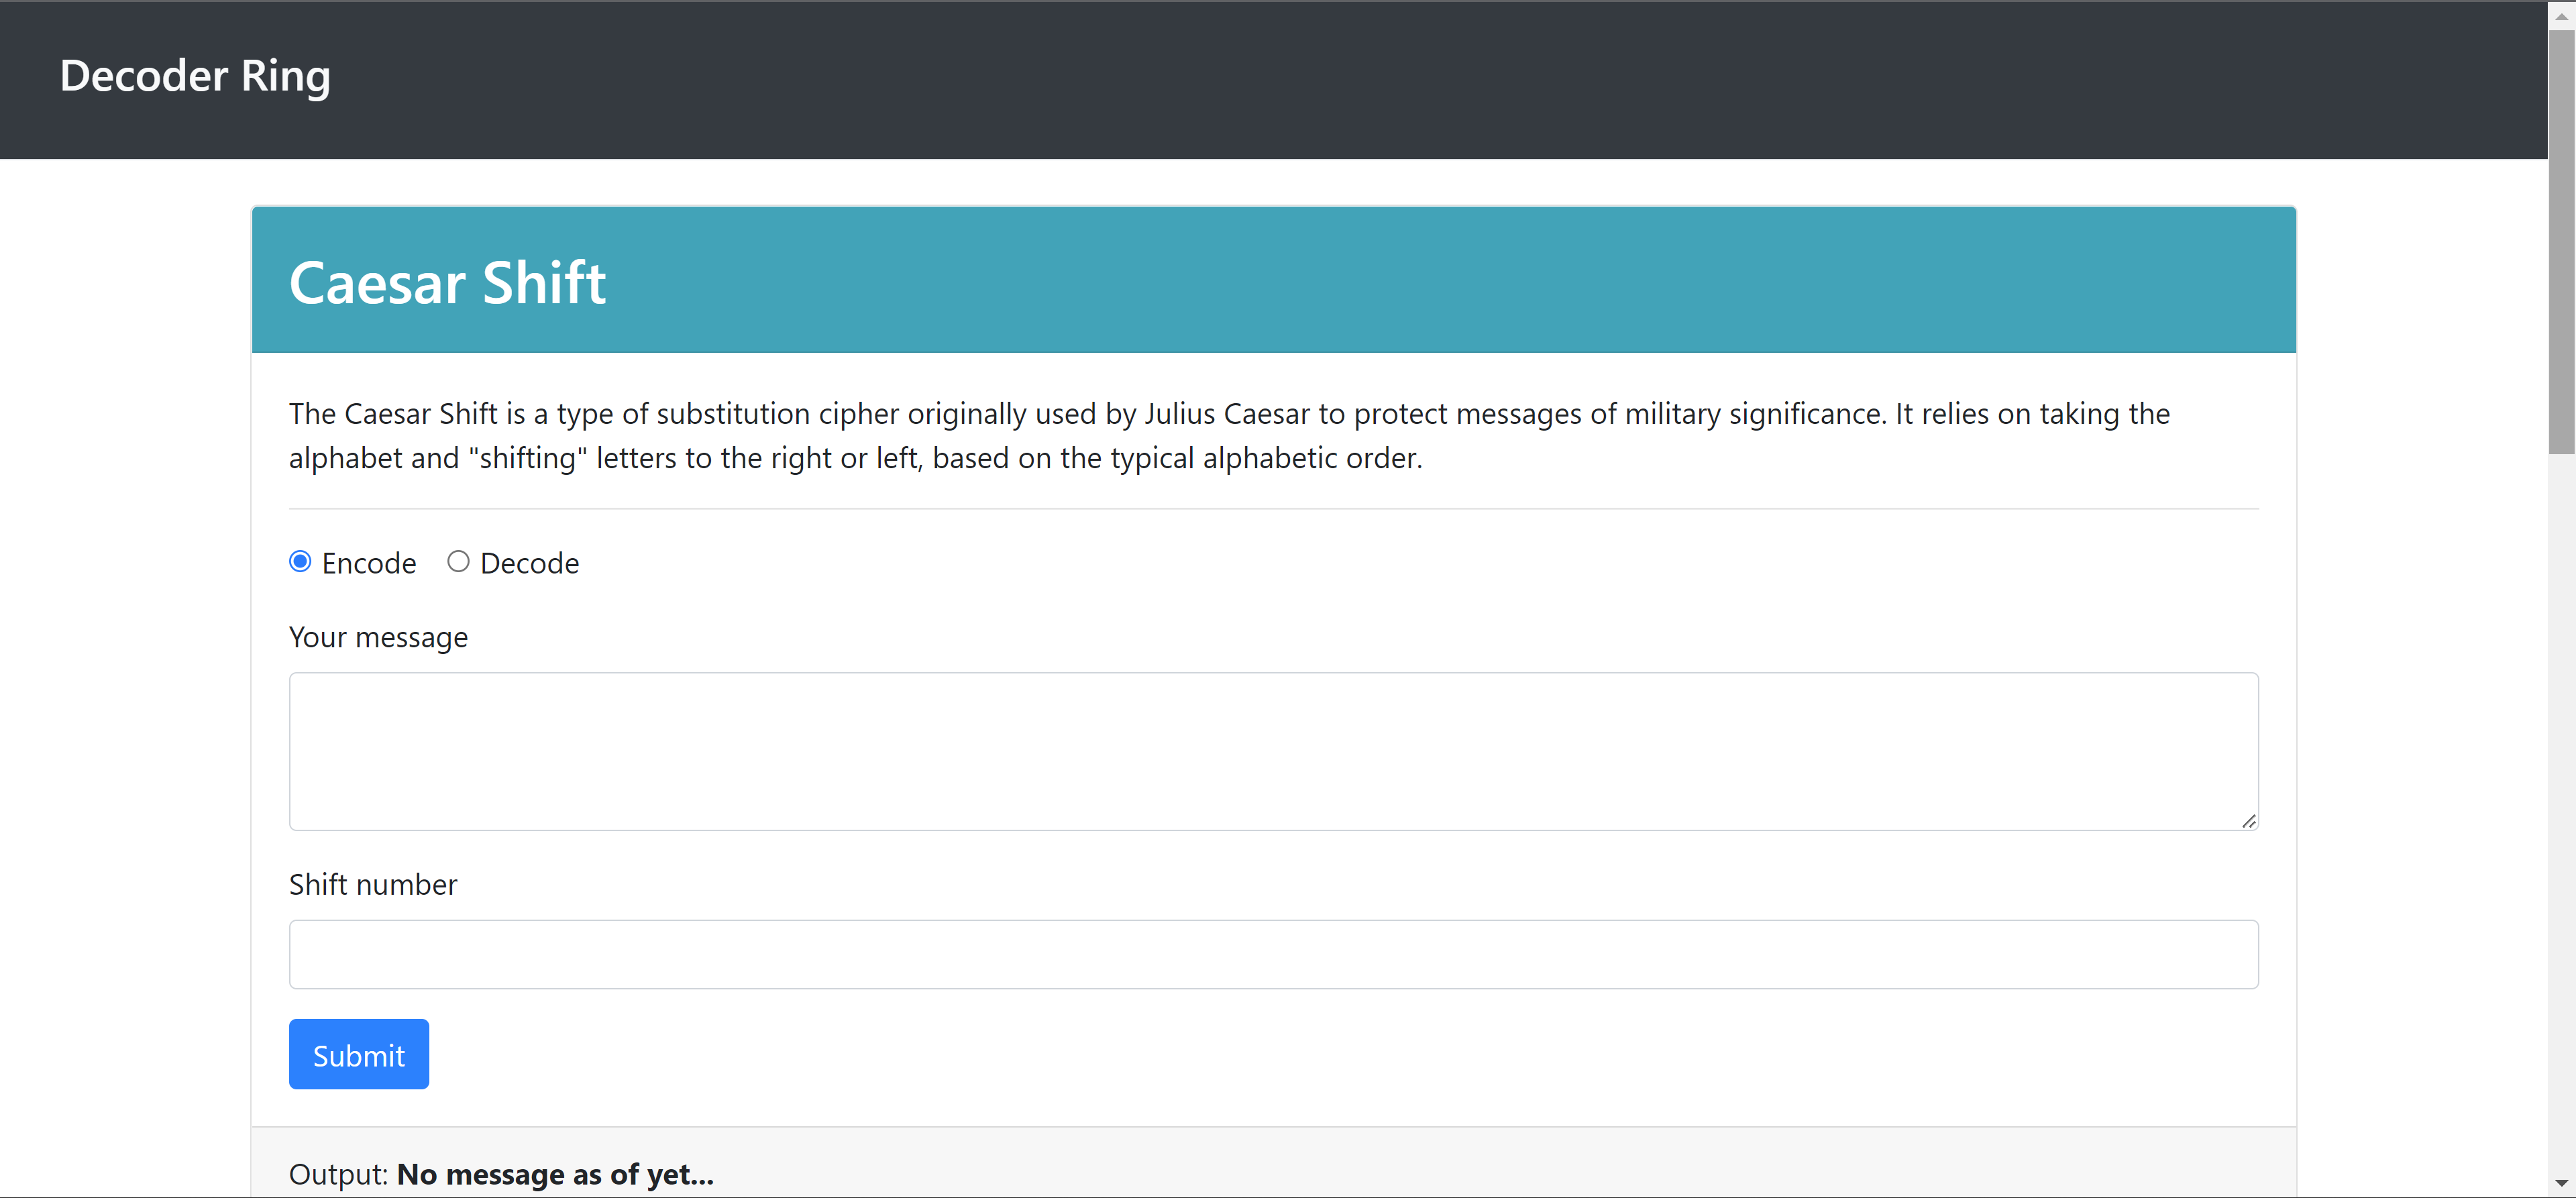 Decoder Ring
Caesar Shift
The Caesar Shift is a type of substitution cipher originally used by Julius Caesar to protect messages of military significance. It relies on taking the
alphabet and "shifting" letters to the right or left, based on the typical alphabetic order.
Encode Decode
Your message
Shift number
Submit
Output: No message as of yet...